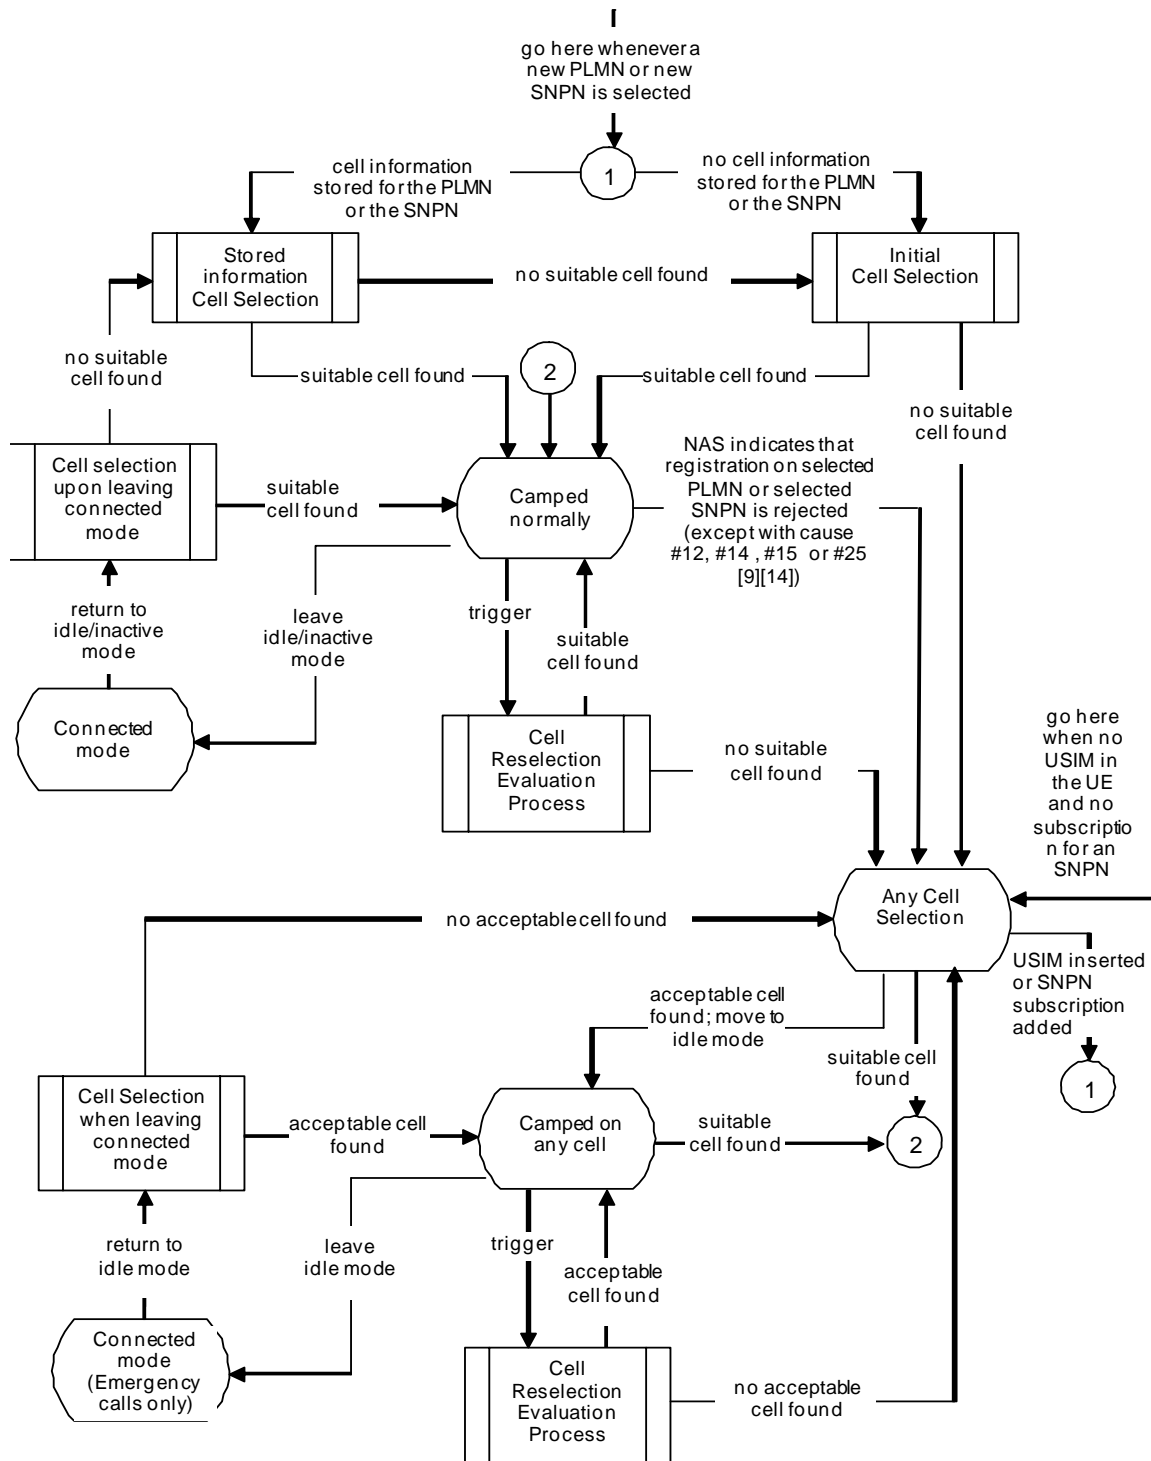 go here whenever a
new PLMN or new
SNPN is selected
1
cell information
stored for the PLMN
or the SNPN
no cell information
stored for the PLMN
or the SNPN
Stored
information
Cell Selection
no suitable cell found
Initial
Cell Selection
no suitable
cell found
suitable cell found
2
suitable cell found
no suitable
cell found
Cell selection
upon leaving
connected
mode
suitable
cell found
Camped
normally
NAS indicates that
registration on selected
PLMN or selected
SNPN is rejected
(except with cause
#12, #14 , #15 or #25
[9][14])
return to
idle/inactive
mode
leave
idle/inactive
mode
trigger
suitable
cell found
Connected
mode
Cell
Reselection
Evaluation
Process
no suitable
cell found
go here
when no
USIM in
the UE
and no
subscriptio
n for an
SNPN
Any Cell
Selection
no acceptable cell found
USIM inserted
or SNPN
subscription
added
acceptable cell
found; move to
idle mode
suitable cell
found
1
Cell Selection
when leaving
connected
mode
acceptable cell
found
Camped on
any cell
suitable
cell found
2
return to
idle mode
leave
idle mode
trigger
acceptable
cell found
Connected
mode
(Emergency
calls only)
Cell
Reselection
Evaluation
Process
no acceptable
cell found